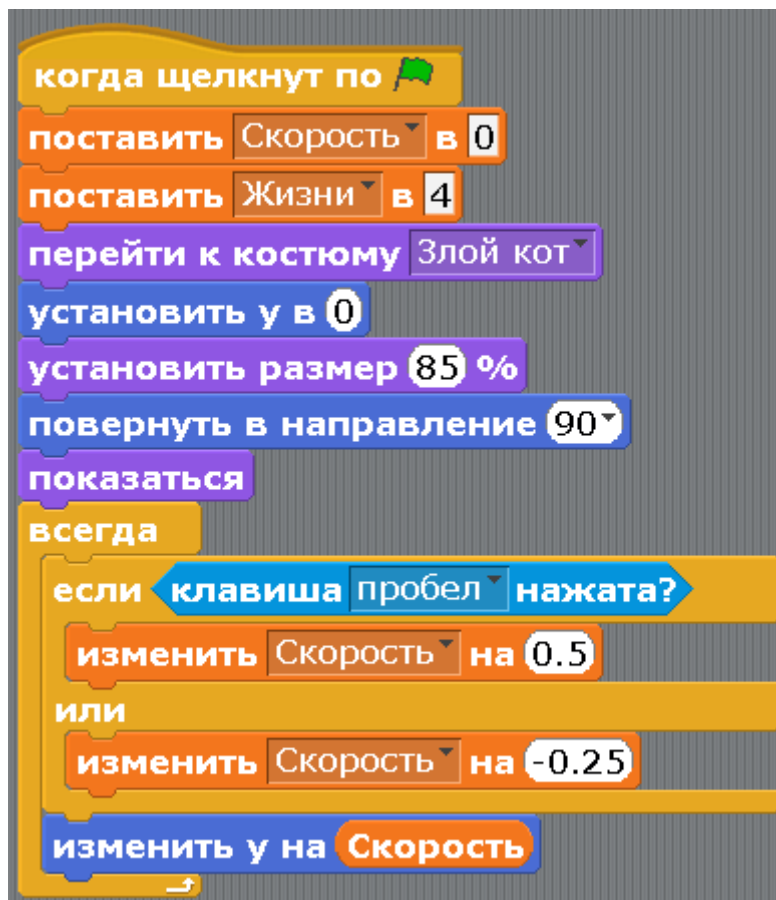 когда щелкнут по
поставить Скорость в 0
поставить Жизни в 4
перейти к костюму Злой кот
установить y в 0
установить размер 85 %
повернуть в направление 90
показаться
всегда
если клавиша пробел нажата?
изменить Скорость на 0.5
или
изменить Скорость на -0.25
изменить y на Скорость